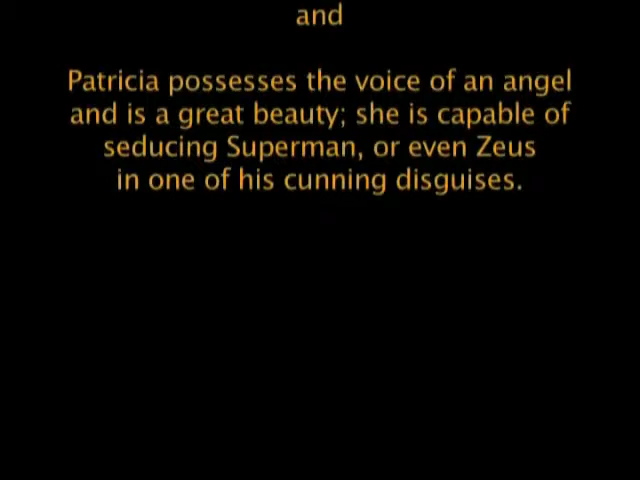 and
Patricia possesses the voice of an angel
and is a great beauty; she is capable of
seducing Superman, or even Zeus
in one of his cunning disguises.